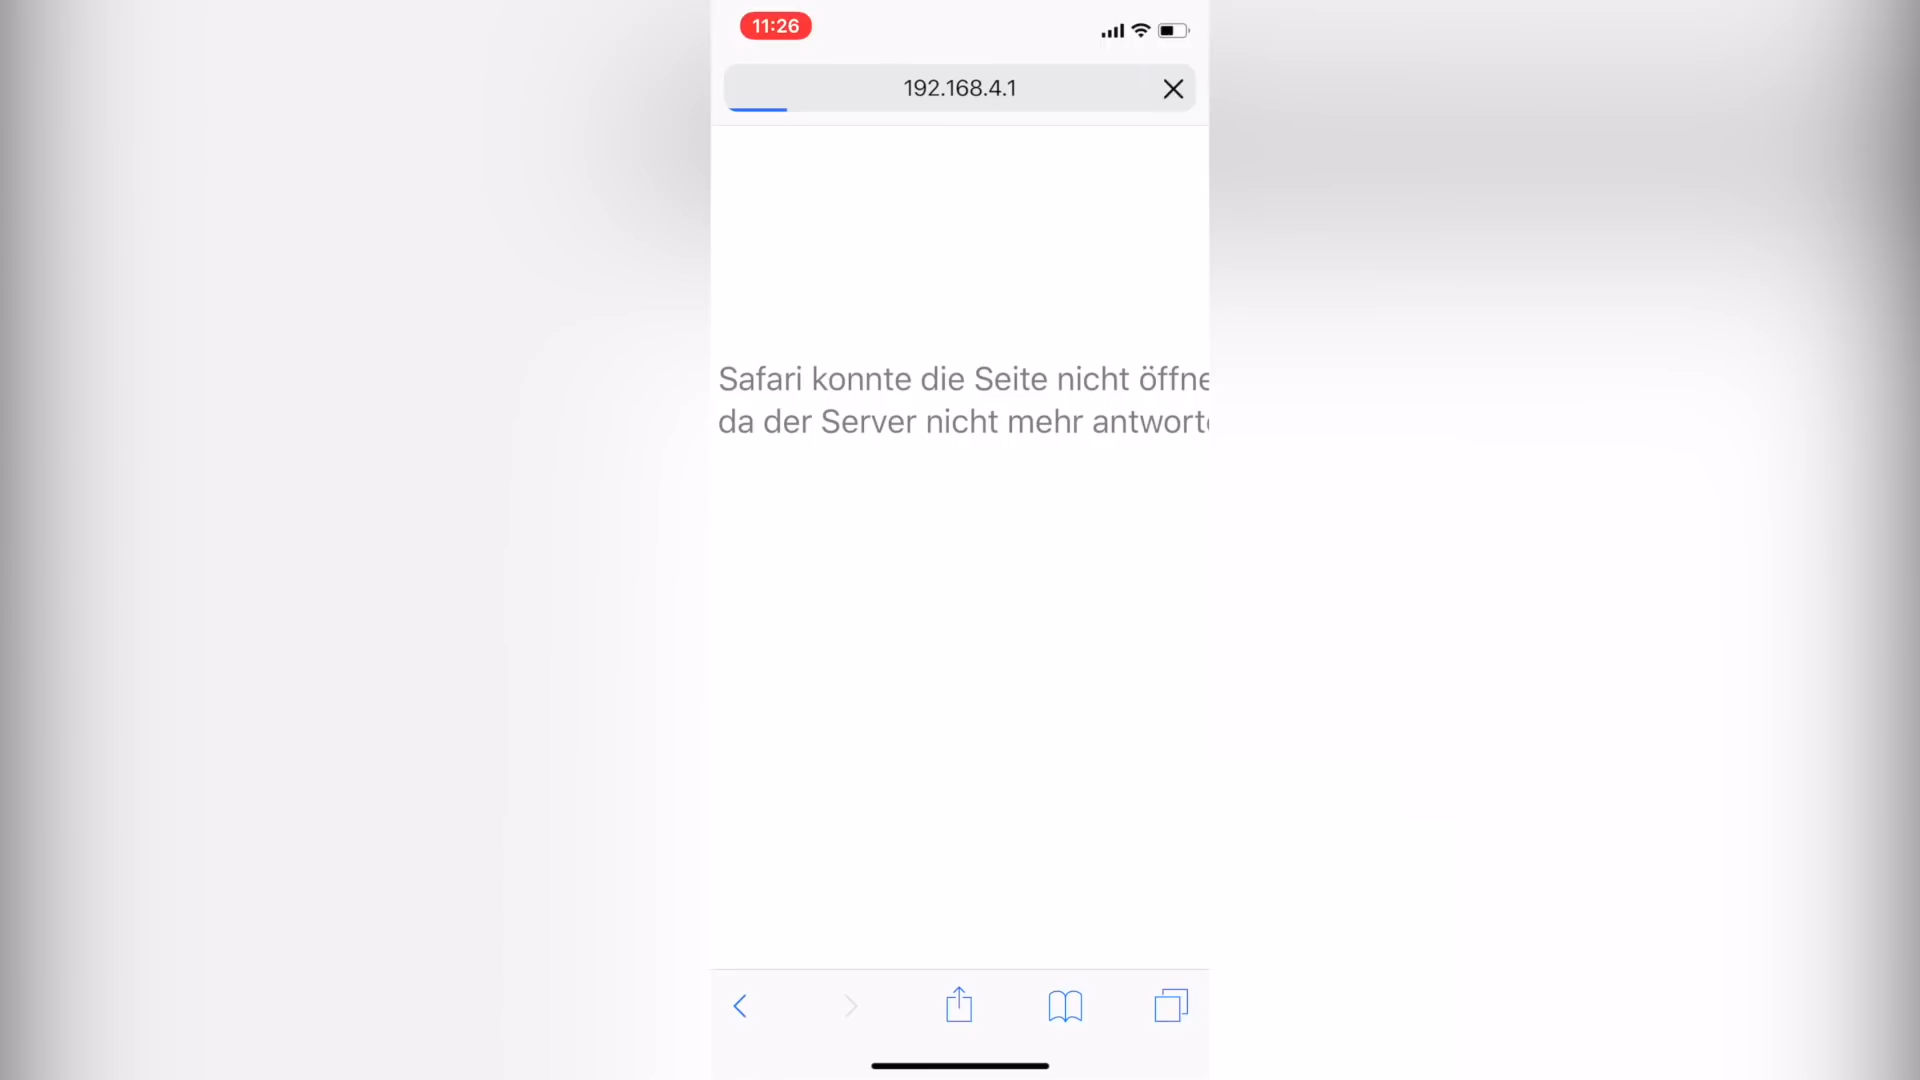 11:26
192.168.4.1
Safari konnte die Seite nicht öffne
da der Server nicht mehr antwort